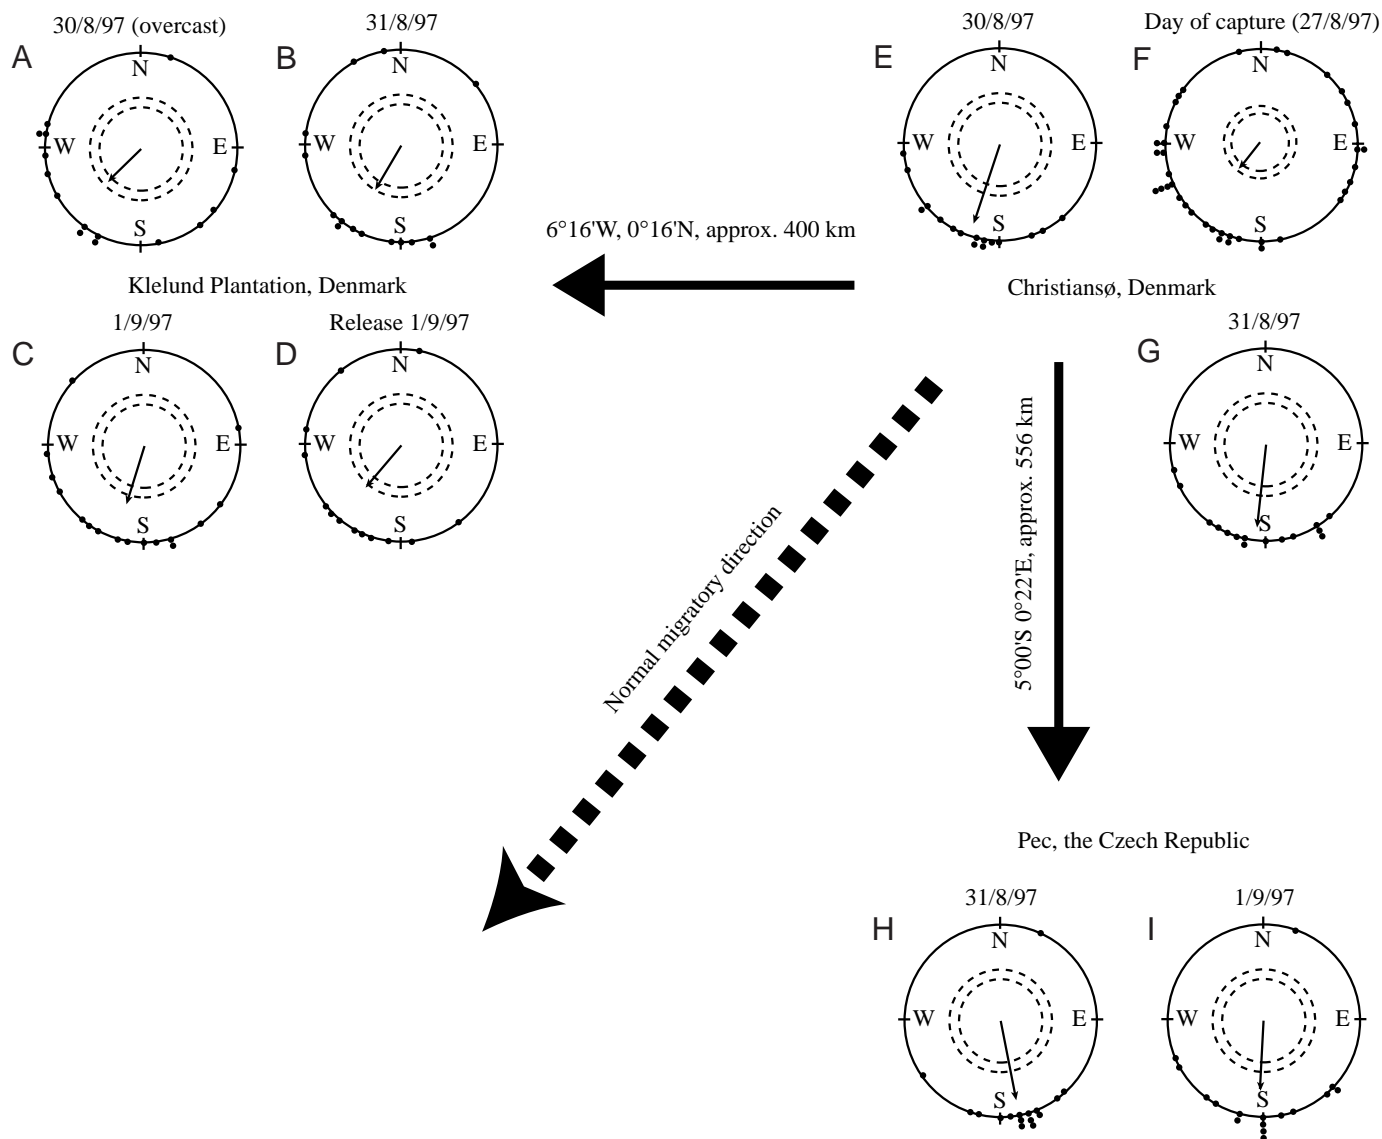 30/8/97 (overcast)
A
N
W
E
S
31/8/97
B
N
W
E
S
30/8/97
E
N
W
E
S
Day of capture (27/8/97)
F
N
W
E
S
6°16'W, 0°16'N, approx. 400 km
Klelund Plantation, Denmark
Christiansø, Denmark
1/9/97
C
N
W
E
S
Release 1/9/97
D
N
W
E
S
31/8/97
G
N
W
E
S
Normal migratory direction
5°00'S 0°22'E, approx. 556 km
Pec, the Czech Republic
31/8/97
H
N
W
E
S
1/9/97
I
N
W
E
S